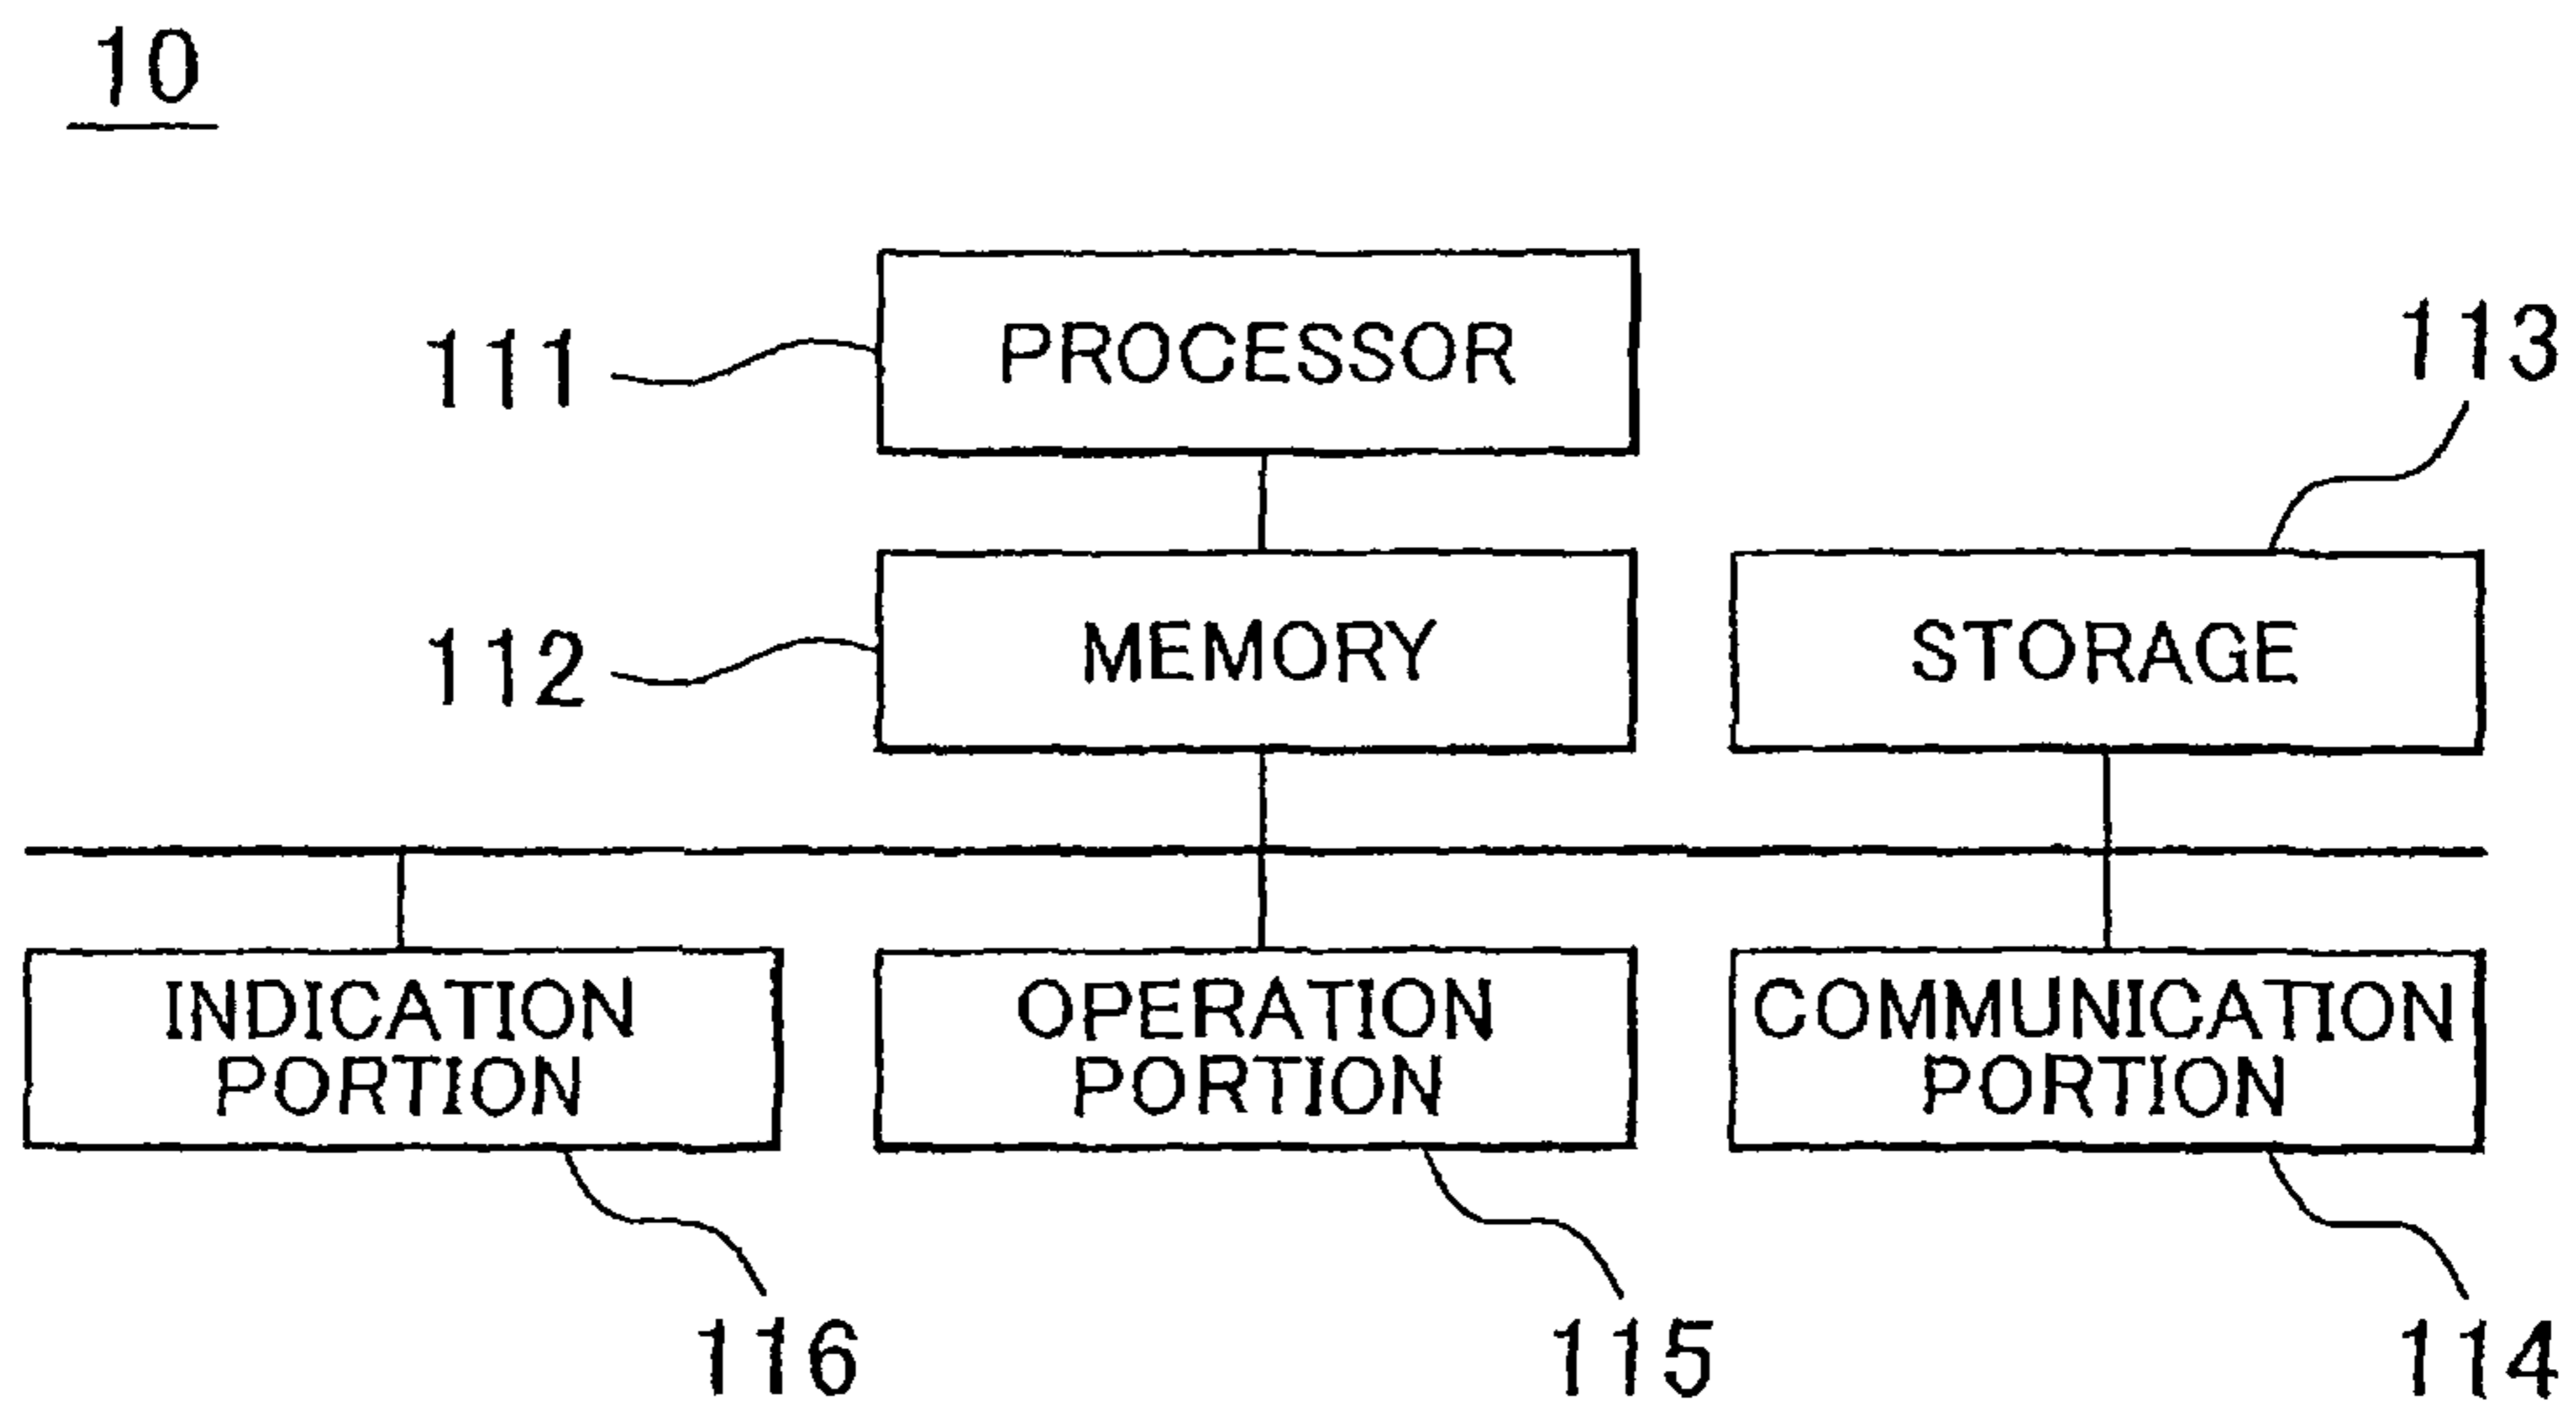 10
111
PROCESSOR
113
112
MEMORY
STORAGE
INDICATION
PORTION
OPERATION
PORTION
COMMUNICATION
PORTION
116
115
114